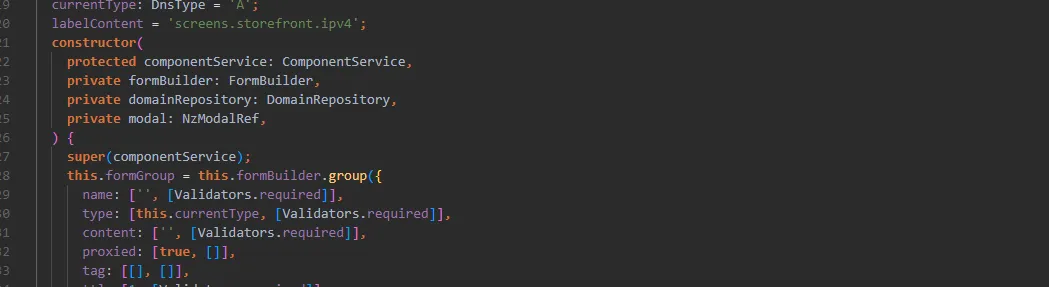 19 currentType: DnsType = 'A';
20 labelContent = 'screens.storefront.ipv4';
21 constructor(
22 protected componentService: ComponentService,
23 private formBuilder: FormBuilder,
24 private domainRepository: DomainRepository,
25 private modal: NzModalRef,
26 ) {
27 super(componentService);
28 this.formGroup = this.formBuilder.group({
29 name: ['', [Validators.required]],
30 type: [this.currentType, [Validators.required]],
31 content: ['', [Validators.required]],
32 proxied: [true, []],
33 tag: [[], []],